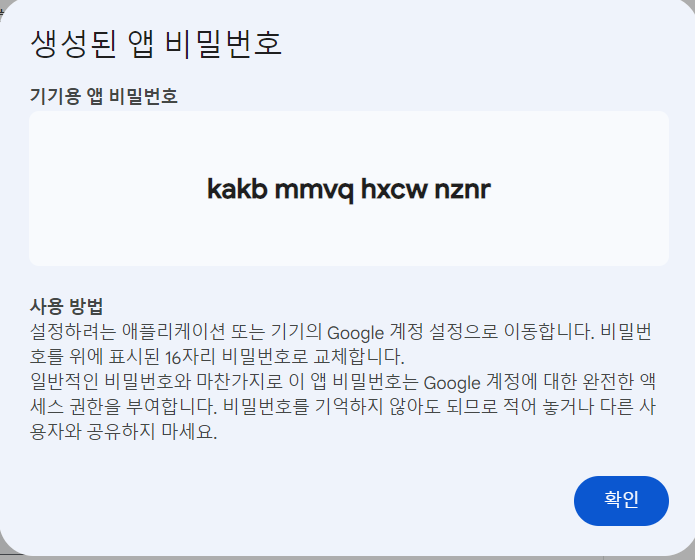 생성된 앱 비밀번호
기기용 앱 비밀번호
kakb mmvq hxcw nznr
사용 방법
설정하려는 애플리케이션 또는 기기의 Google 계정 설정으로 이동합니다. 비밀번
호를 위에 표시된 16자리 비밀번호로 교체합니다.
일반적인 비밀번호와 마찬가지로 이 앱 비밀번호는 Google 계정에 대한 완전한 액
세스 권한을 부여합니다. 비밀번호를 기억하지 않아도 되므로 적어 놓거나 다른 사
용자와 공유하지 마세요.
확인